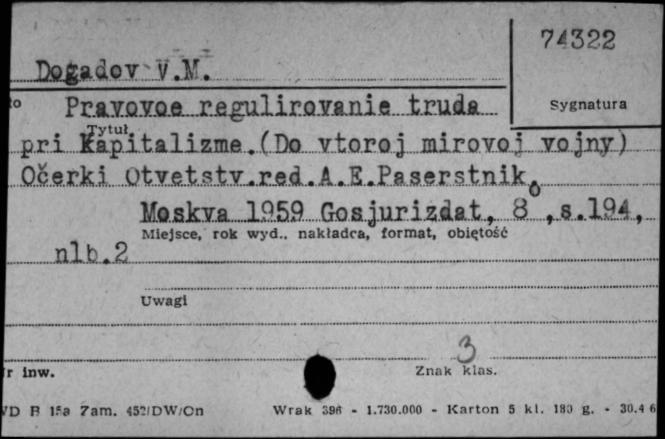 74322
Dogadov V.M.
to Pravovoe regulirovanie truda
Sygnatura
Tytuł
pri kapitalizme.(Do vtoroj mirovoj vojny)
Očerki Otvetstv.red.A.E.Paserstnik.
Moskva 1959 Gosjurizdat, 8°,s.194,
Miejsce, rok wyd., nakładca, format, objętość
nlb.2
Uwagi
3
r inw.
Znak klas.
WD R 15a Zam. 452/DW/On Wrak 396 - 1.730.000 - Karton 5 kl. 180 g. - 30.4 6